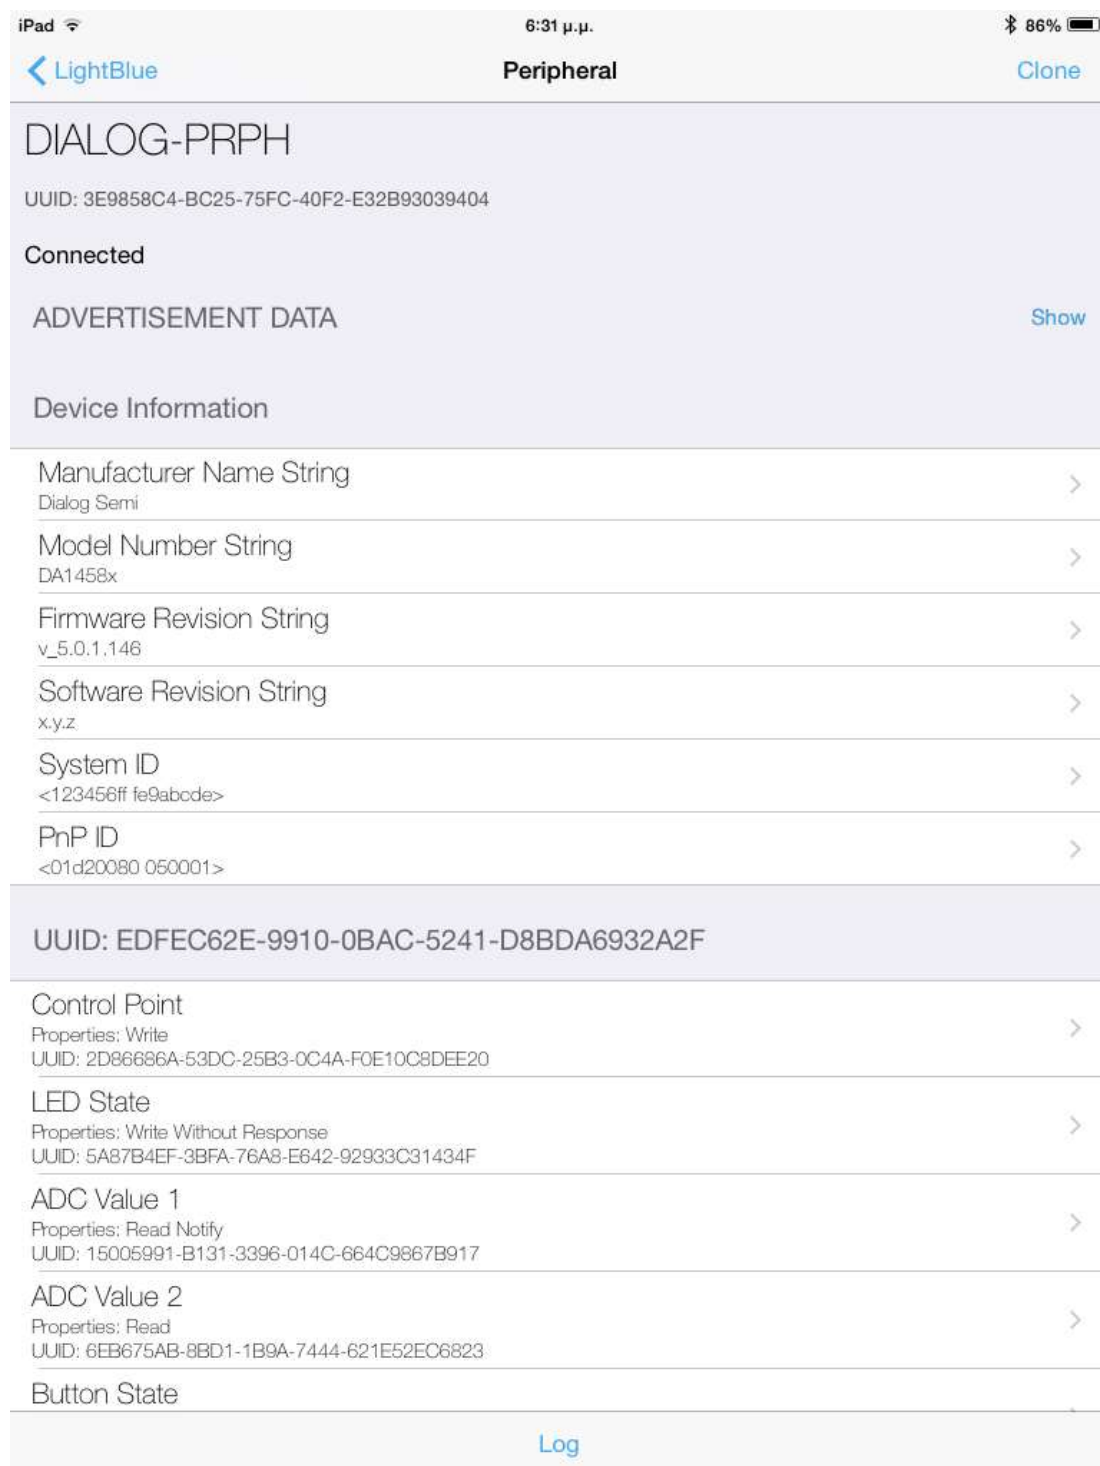 iPad
6:31 μ.μ.
86%
LightBlue
Peripheral
Clone
DIALOG-PRPH
UUID: 3E9858C4-BC25-75FC-40F2-E32B93039404
Connected
ADVERTISEMENT DATA
Show
Device Information
Manufacturer Name String
Dialog Semi
Model Number String
DA1458x
Firmware Revision String
v_5.0.1.146
Software Revision String
x.y.z
System ID
<123456ff fe9abcde>
PnP ID
<01d20080 050001>
UUID: EDFEC62E-9910-0BAC-5241-D8BDA6932A2F
Control Point
Properties: Write
UUID: 2D86686A-53DC-25B3-0C4A-F0E10C8DEE20
LED State
Properties: Write Without Response
UUID: 5A87B4EF-3BFA-76A8-E642-92933C31434F
ADC Value 1
Properties: Read Notify
UUID: 15005991-B131-3396-014C-664C9867B917
ADC Value 2
Properties: Read
UUID: 6EB675AB-8BD1-1B9A-7444-621E52EC6823
Button State
Log